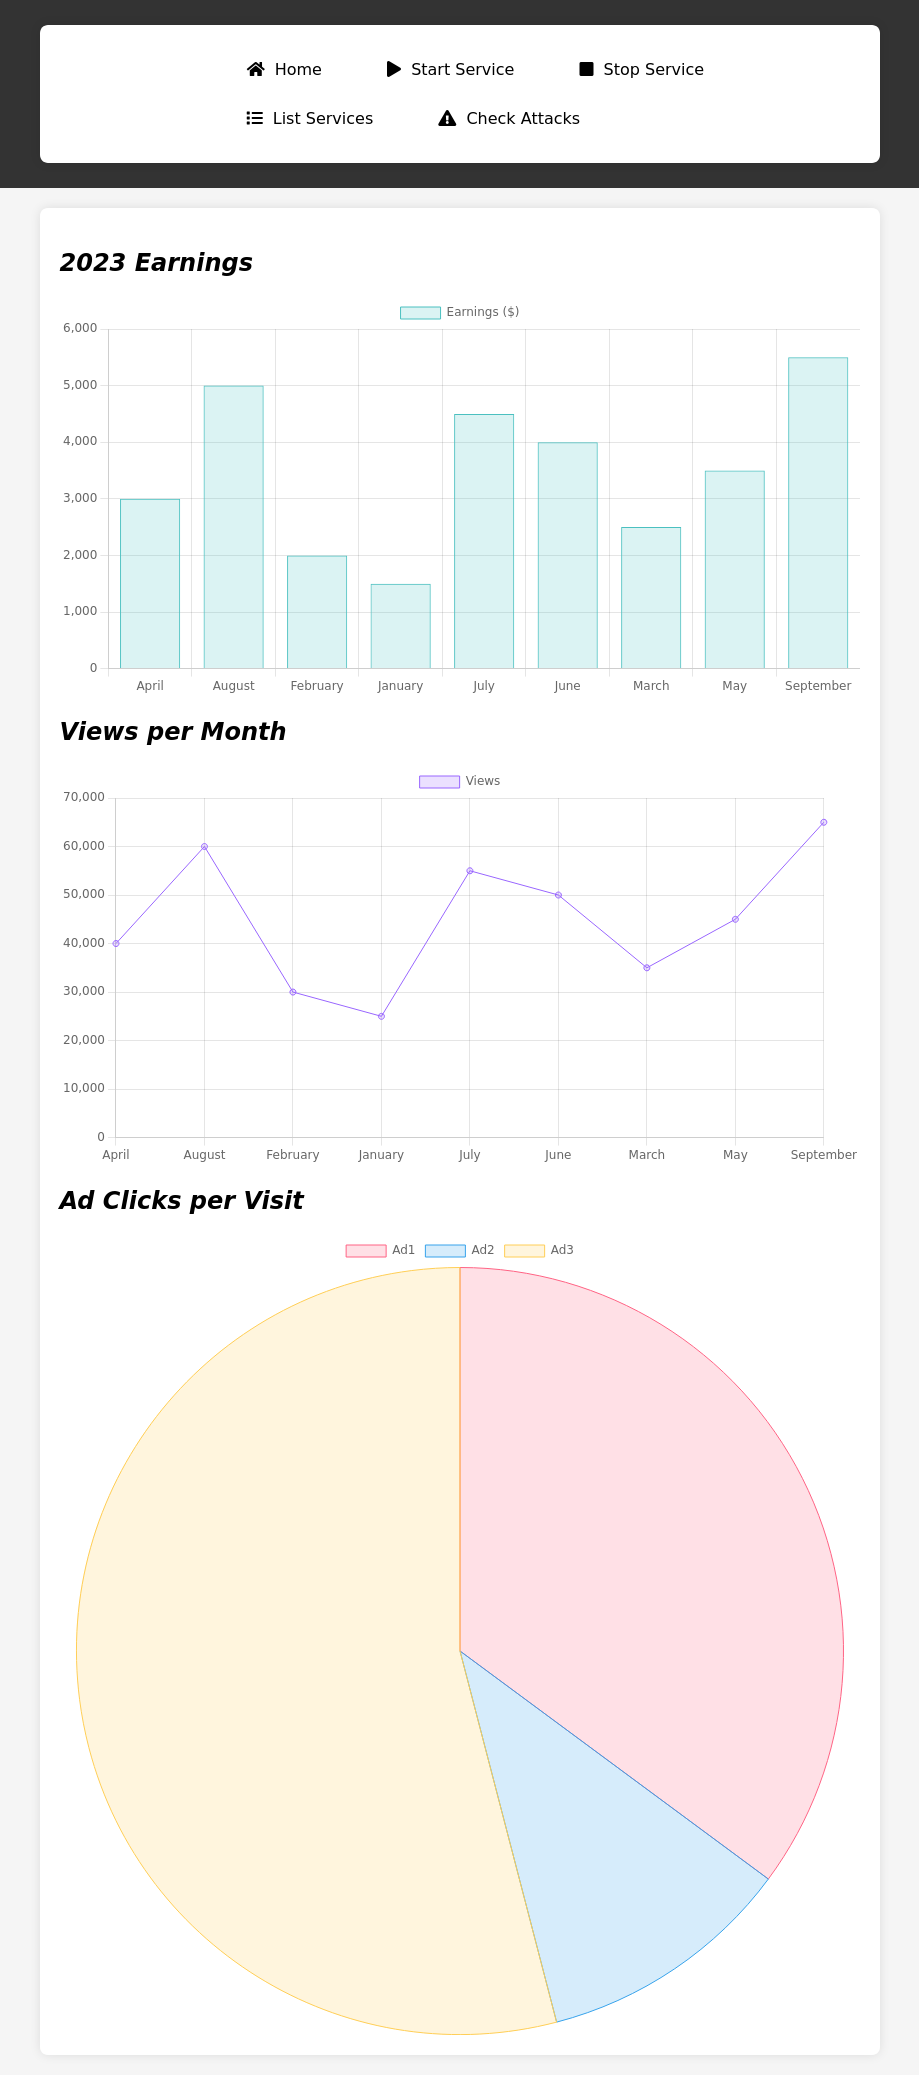 Home Start Service Stop Service
List Services Check Attacks
2023 Earnings
Earnings ($)
6,000
5,000
4,000
3,000
2,000
1,000
0
April August February January July June March May September
Views per Month
Views
70,000
60,000
50,000
40,000
30,000
20,000
10,000
0
April August February January July June March May September
Ad Clicks per Visit
Ad1 Ad2 Ad3